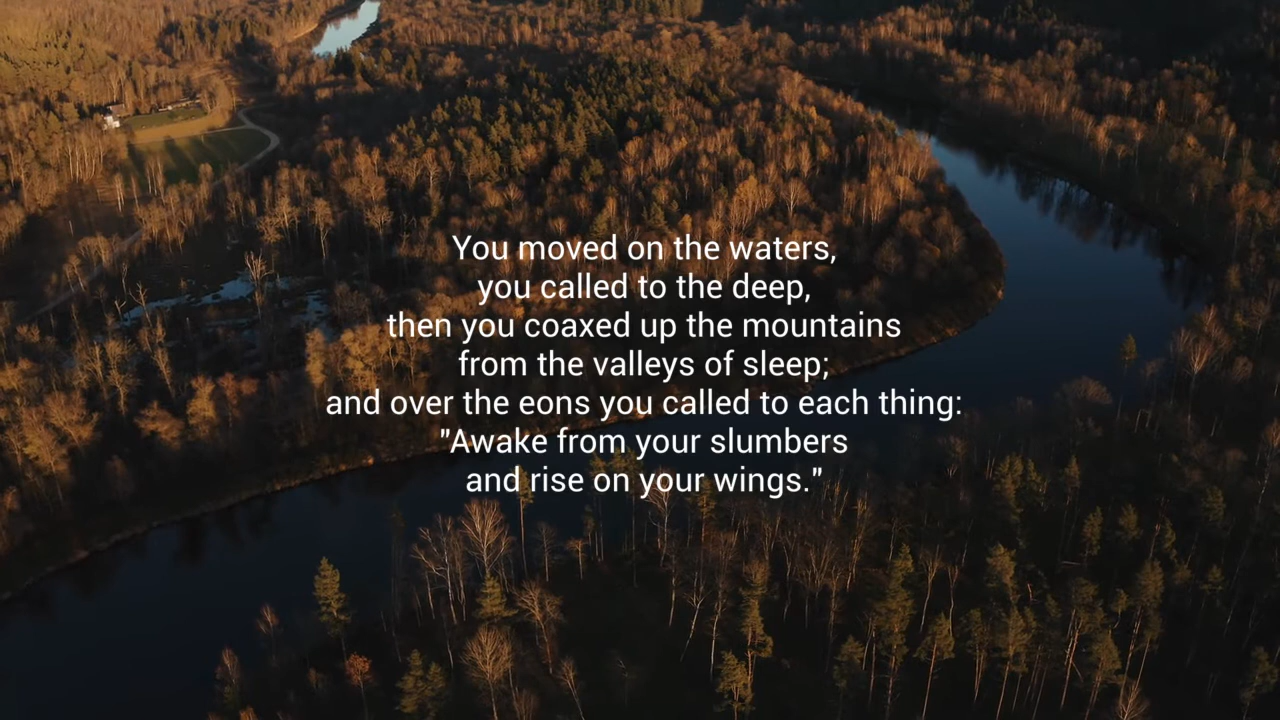 You moved on the waters,
you called to the deep,
then you coaxed up the mountains
from the valleys of sleep;
and over the eons you called to each thing:
"Awake from your slumbers
and rise on your wings."